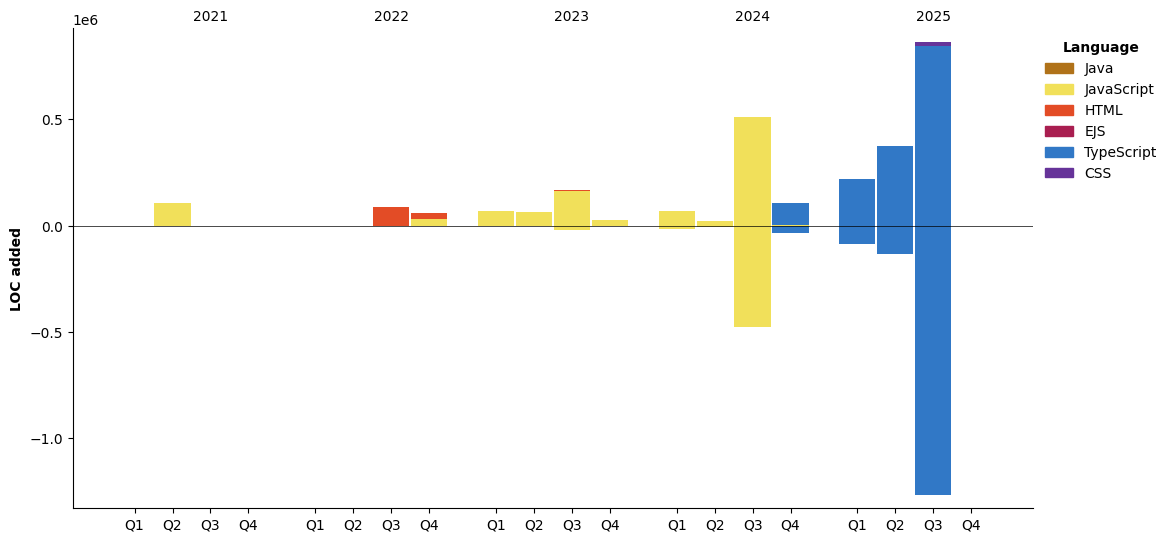 2021 2022 2023 2024 2025
1e6
Language
Java
JavaScript
HTML
EJS
TypeScript
CSS
0.5
0.0
−0.5
−1.0
LOC added
Q1 Q2 Q3 Q4 Q1 Q2 Q3 Q4 Q1 Q2 Q3 Q4 Q1 Q2 Q3 Q4 Q1 Q2 Q3 Q4